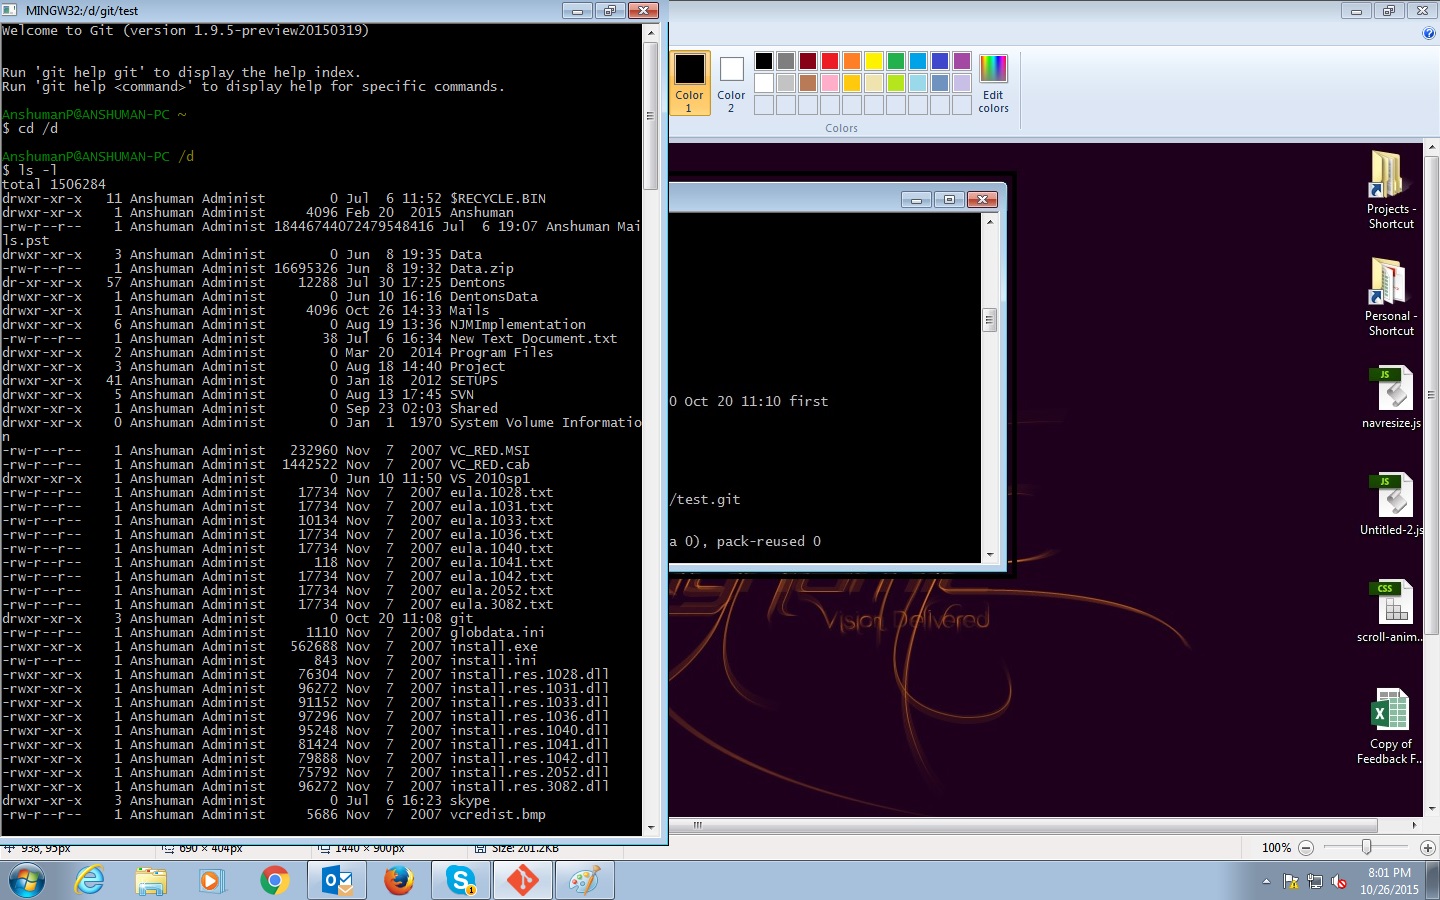 MINGW32:/d/git/test
Welcome to Git (version 1.9.5-preview20150319)
Run 'git help git' to display the help index.
Run 'git help <command>' to display help for specific commands.
AnshumanP@ANSHUMAN-PC ~
$ cd /d
AnshumanP@ANSHUMAN-PC /d
$ ls -l
total 1506284
drwxr-xr-x   11 Anshuman Administ        0 Jul  6 11:52 $RECYCLE.BIN
drwxr-xr-x    1 Anshuman Administ     4096 Feb 20  2015 Anshuman
-rw-r--r--    1 Anshuman Administ 18446744072479548416 Jul  6 19:07 Anshuman Mai
ls.pst
drwxr-xr-x    3 Anshuman Administ        0 Jun  8 19:35 Data
-rw-r--r--    1 Anshuman Administ 16695326 Jun  8 19:32 Data.zip
dr-xr-xr-x   57 Anshuman Administ    12288 Jul 30 17:25 Dentons
drwxr-xr-x    1 Anshuman Administ        0 Jun 10 16:16 DentonsData
drwxr-xr-x    1 Anshuman Administ     4096 Oct 26 14:33 Mails
drwxr-xr-x    6 Anshuman Administ        0 Aug 19 13:36 NJMImplementation
-rw-r--r--    1 Anshuman Administ       38 Jul  6 16:34 New Text Document.txt
drwxr-xr-x    2 Anshuman Administ        0 Mar 20  2014 Program Files
drwxr-xr-x    3 Anshuman Administ        0 Aug 18 14:40 Project
drwxr-xr-x   41 Anshuman Administ        0 Jan 18  2012 SETUPS
drwxr-xr-x    5 Anshuman Administ        0 Aug 13 17:45 SVN
drwxr-xr-x    1 Anshuman Administ        0 Sep 23 02:03 Shared
drwxr-xr-x    0 Anshuman Administ        0 Jan  1  1970 System Volume Informatio
n
-rw-r--r--    1 Anshuman Administ   232960 Nov  7  2007 VC_RED.MSI
-rw-r--r--    1 Anshuman Administ  1442522 Nov  7  2007 VC_RED.cab
drwxr-xr-x    1 Anshuman Administ        0 Jun 10 11:50 VS 2010sp1
-rw-r--r--    1 Anshuman Administ    17734 Nov  7  2007 eula.1028.txt
-rw-r--r--    1 Anshuman Administ    17734 Nov  7  2007 eula.1031.txt
-rw-r--r--    1 Anshuman Administ    10134 Nov  7  2007 eula.1033.txt
-rw-r--r--    1 Anshuman Administ    17734 Nov  7  2007 eula.1036.txt
-rw-r--r--    1 Anshuman Administ    17734 Nov  7  2007 eula.1040.txt
-rw-r--r--    1 Anshuman Administ      118 Nov  7  2007 eula.1041.txt
-rw-r--r--    1 Anshuman Administ    17734 Nov  7  2007 eula.1042.txt
-rw-r--r--    1 Anshuman Administ    17734 Nov  7  2007 eula.2052.txt
-rw-r--r--    1 Anshuman Administ    17734 Nov  7  2007 eula.3082.txt
drwxr-xr-x    3 Anshuman Administ        0 Oct 20 11:08 git
-rw-r--r--    1 Anshuman Administ     1110 Nov  7  2007 globdata.ini
-rwxr-xr-x    1 Anshuman Administ   562688 Nov  7  2007 install.exe
-rw-r--r--    1 Anshuman Administ      843 Nov  7  2007 install.ini
-rwxr-xr-x    1 Anshuman Administ    76304 Nov  7  2007 install.res.1028.dll
-rwxr-xr-x    1 Anshuman Administ    96272 Nov  7  2007 install.res.1031.dll
-rwxr-xr-x    1 Anshuman Administ    91152 Nov  7  2007 install.res.1033.dll
-rwxr-xr-x    1 Anshuman Administ    97296 Nov  7  2007 install.res.1036.dll
-rwxr-xr-x    1 Anshuman Administ    95248 Nov  7  2007 install.res.1040.dll
-rwxr-xr-x    1 Anshuman Administ    81424 Nov  7  2007 install.res.1041.dll
-rwxr-xr-x    1 Anshuman Administ    79888 Nov  7  2007 install.res.1042.dll
-rwxr-xr-x    1 Anshuman Administ    75792 Nov  7  2007 install.res.2052.dll
-rwxr-xr-x    1 Anshuman Administ    96272 Nov  7  2007 install.res.3082.dll
drwxr-xr-x    3 Anshuman Administ        0 Jul  6 16:23 skype
-rw-r--r--    1 Anshuman Administ     5686 Nov  7  2007 vcredist.bmp
Color 1
Color 2
Edit colors
Colors
0 Oct 20 11:10 first
/test.git
a 0), pack-reused 0
Vision Delivered
Projects - Shortcut
Personal - Shortcut
JS
navresize.js
JS
Untitled-2.js
CSS
scroll-anim...
Copy of Feedback F...
938, 95px
690 × 404px
1440 × 900px
Size: 201.2KB
100%
8:01 PM
10/26/2015